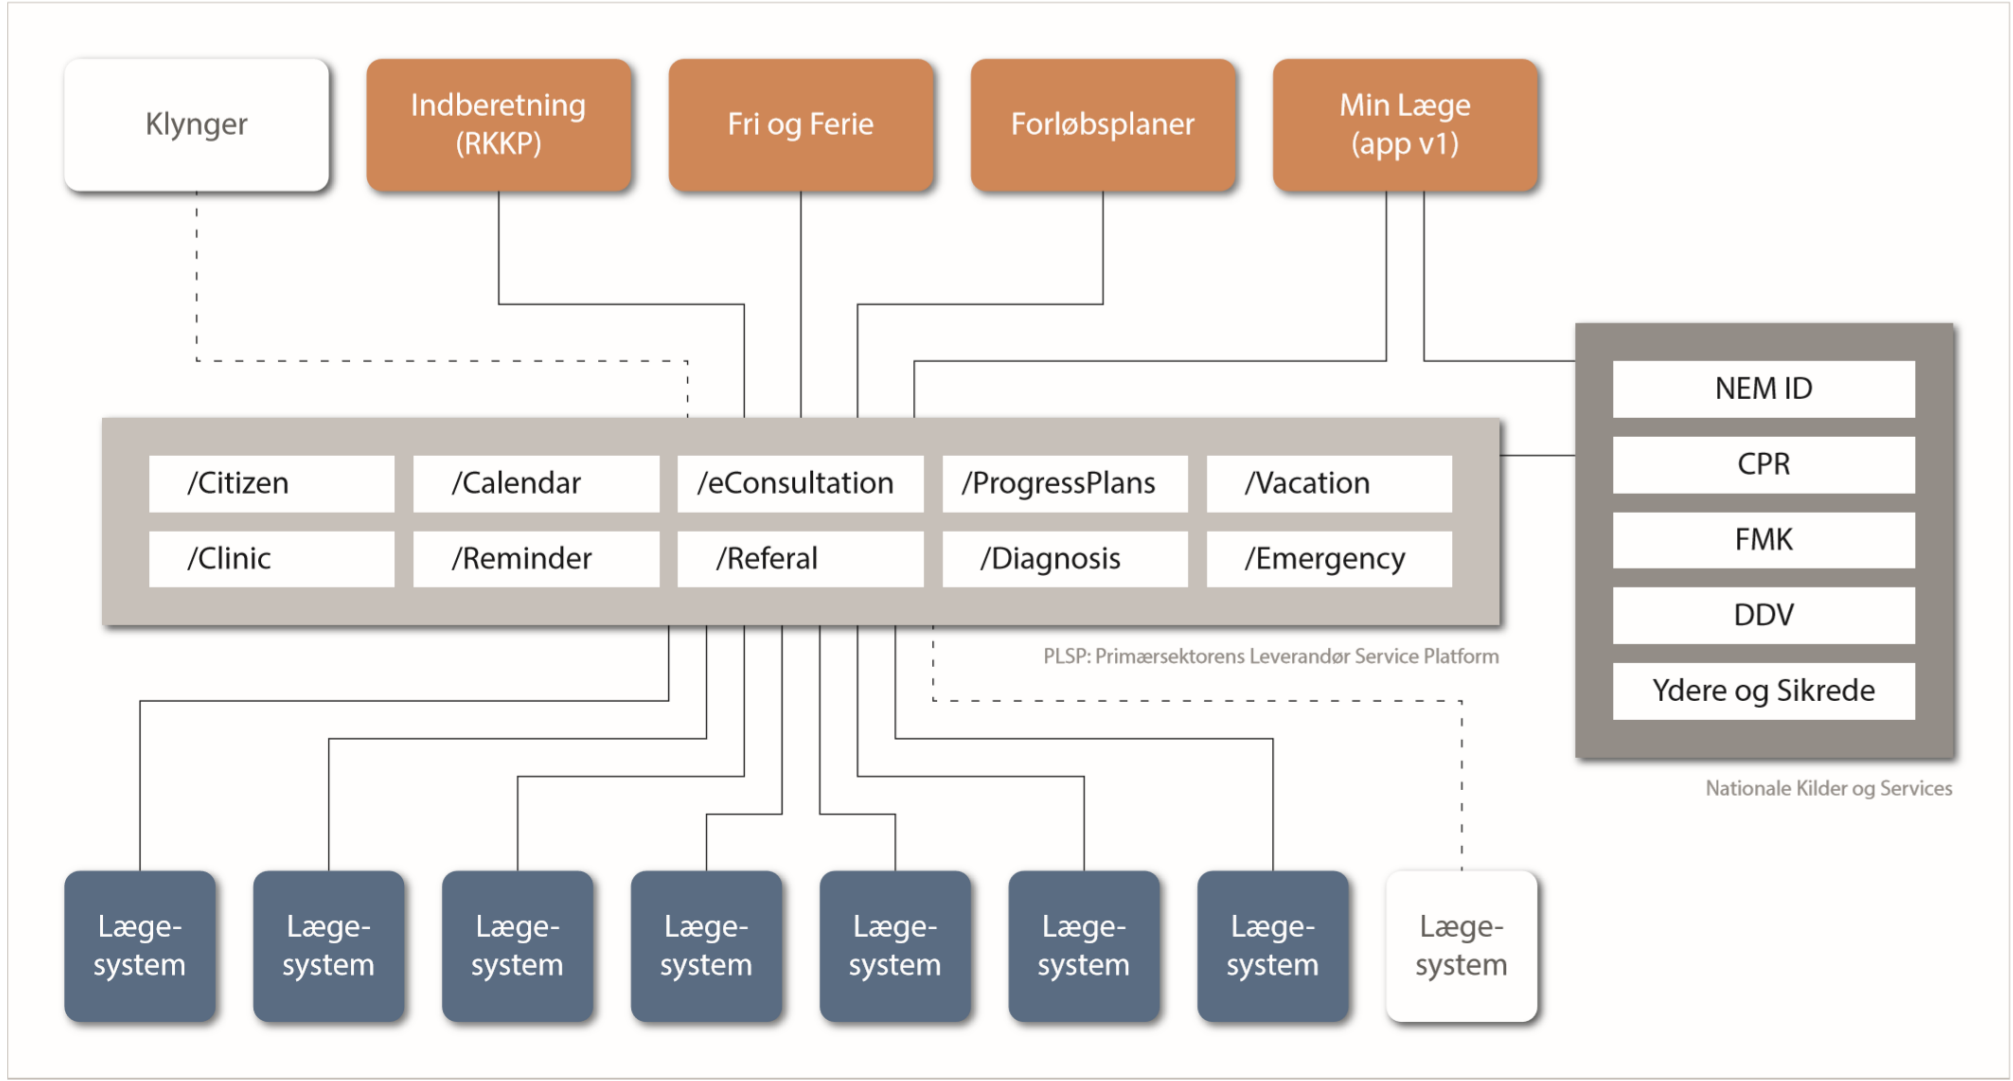 Klynger
Indberetning
(RKKP)
Fri og Ferie
Forløbsplaner
Min Læge
(app v1)
NEM ID
CPR
FMK
DDV
Ydere og Sikrede
Nationale Kilder og Services
/Citizen
/Calendar
/eConsultation
/ProgressPlans
/Vacation
/Clinic
/Reminder
/Referal
/Diagnosis
/Emergency
PLSP: Primærsektorens Leverandør Service Platform
Læge-
system
Læge-
system
Læge-
system
Læge-
system
Læge-
system
Læge-
system
Læge-
system
Læge-
system